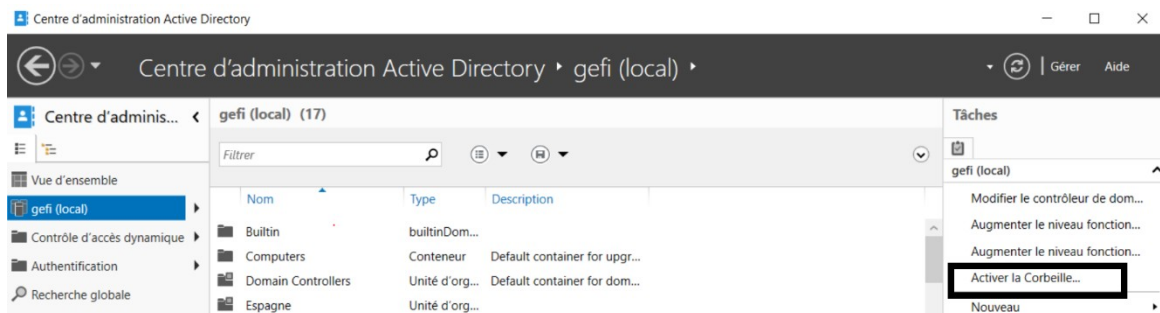 Centre d'administration Active Directory
Centre d'administration Active Directory • gefi (local) •
Gérer
Aide
Centre d'adminis...
Vue d'ensemble
gefi (local)
Contrôle d'accès dynamique
Authentification
Recherche globale
gefi (local) (17)
Filtrer
Nom Type Description
Builtin builtinDom...
Computers Conteneur Default container for upgr...
Domain Controllers Unité d'org... Default container for dom...
Espagne Unité d'org...
Tâches
gefi (local)
Modifier le contrôleur de dom...
Augmenter le niveau fonction...
Augmenter le niveau fonction...
Activer la Corbeille...
Nouveau